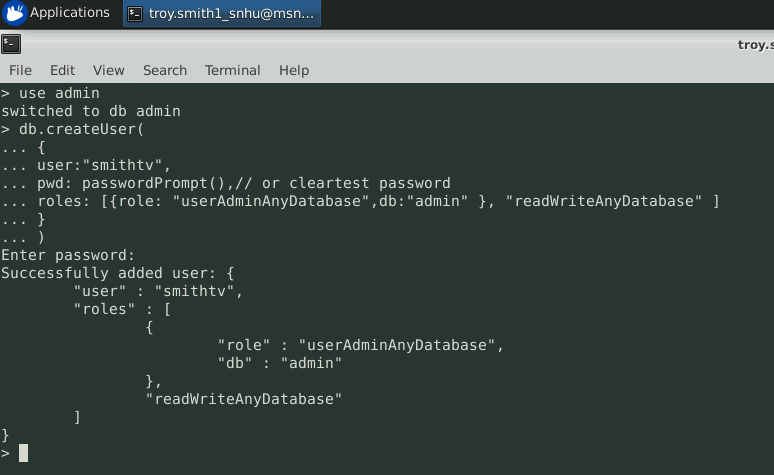 Applications
troy.smith1_snhu@msn...
troy.s
File Edit View Search Terminal Help
> use admin
switched to db admin
> db.createUser(
... {
... user:"smithtv",
... pwd: passwordPrompt(),// or cleartest password
... roles: [{role: "userAdminAnyDatabase",db:"admin" }, "readWriteAnyDatabase" ]
... }
... )
Enter password:
Successfully added user: {
        "user" : "smithtv",
        "roles" : [
                {
                        "role" : "userAdminAnyDatabase",
                        "db" : "admin"
                },
                "readWriteAnyDatabase"
        ]
}
>